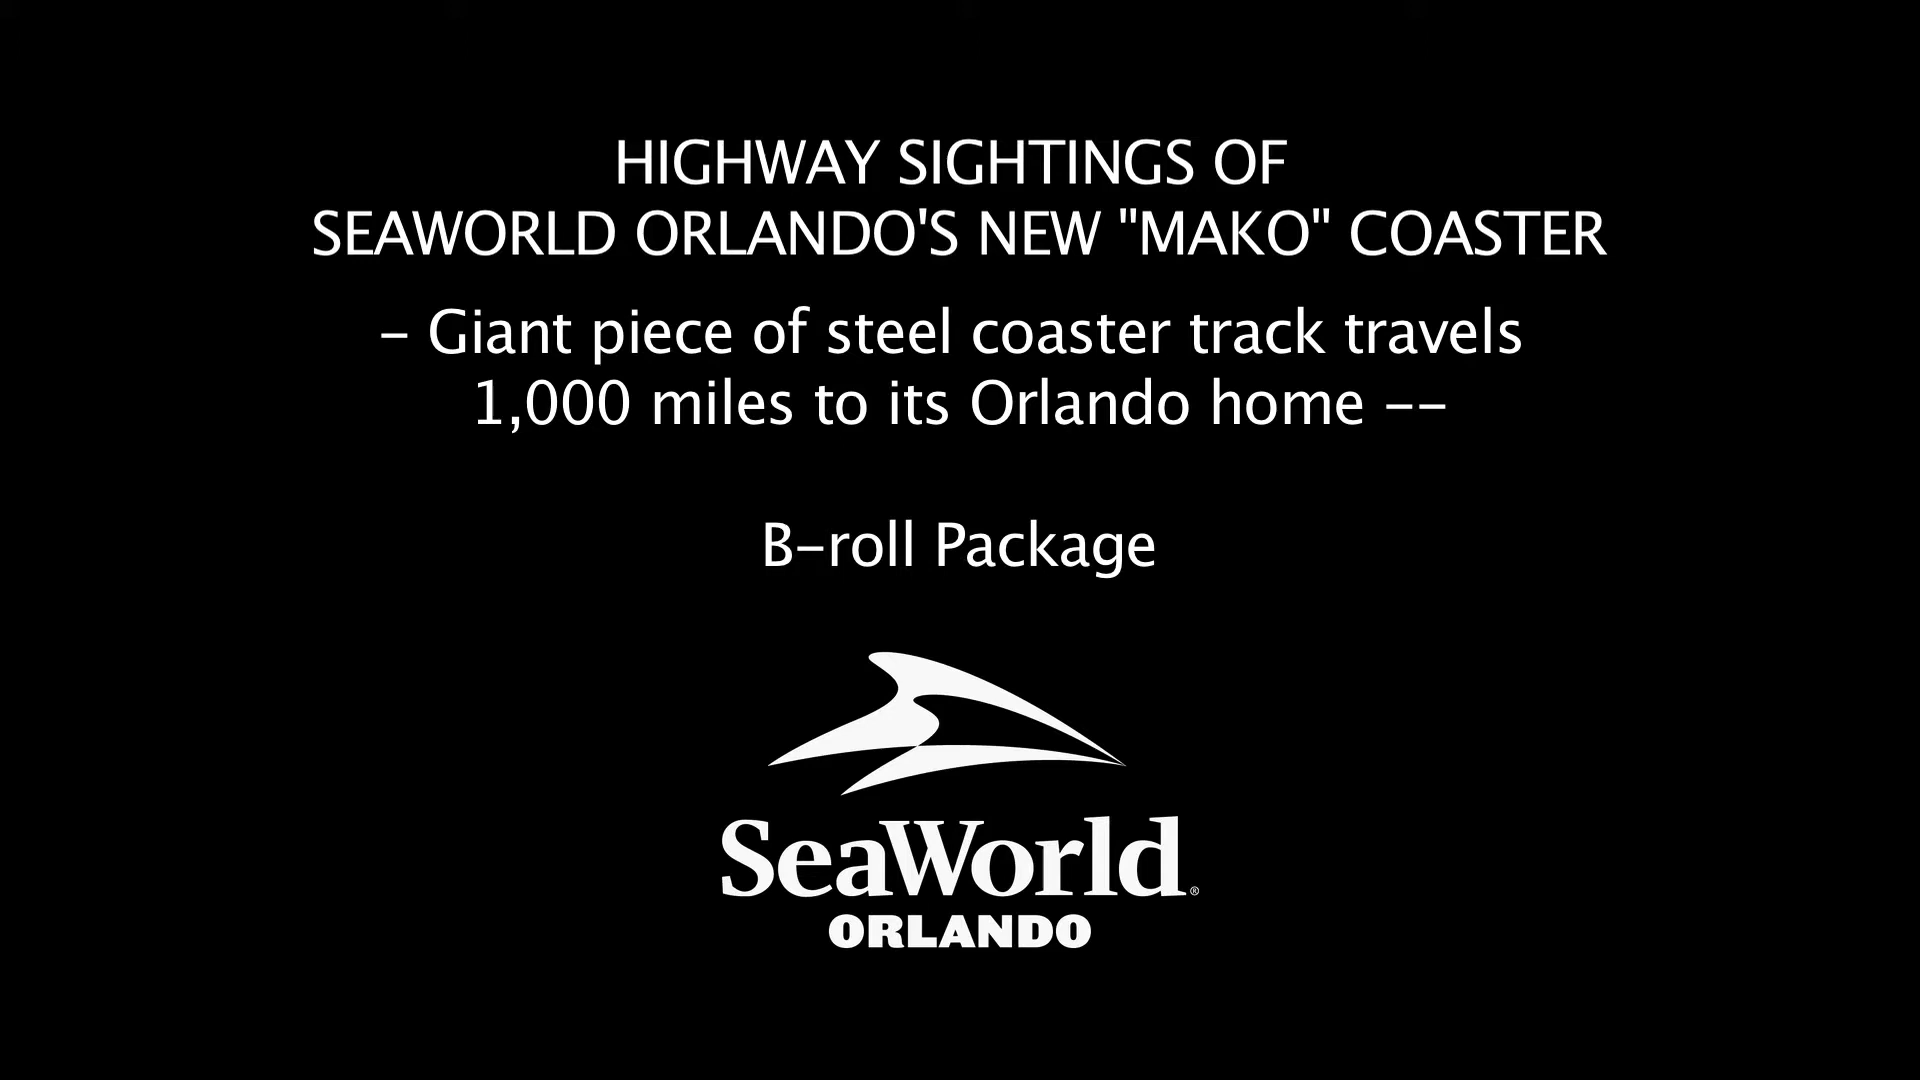 HIGHWAY SIGHTINGS OF
SEAWORLD ORLANDO'S NEW "MAKO" COASTER
- Giant piece of steel coaster track travels
1,000 miles to its Orlando home --
B-roll Package
SeaWorld®
ORLANDO